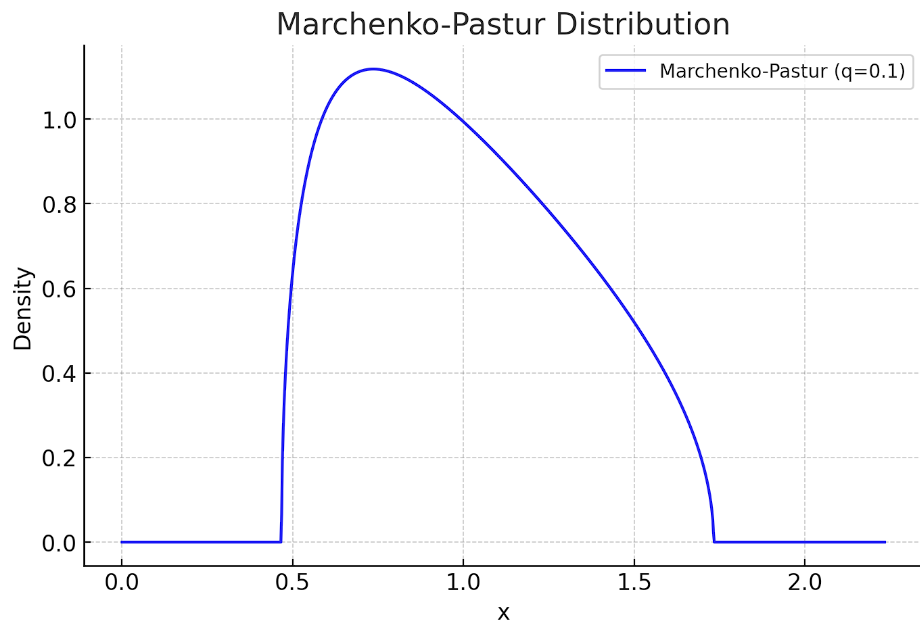 Marchenko-Pastur Distribution
Marchenko-Pastur (q=0.1)
Density
1.0
0.8
0.6
0.4
0.2
0.0
0.0 0.5 1.0 1.5 2.0
x